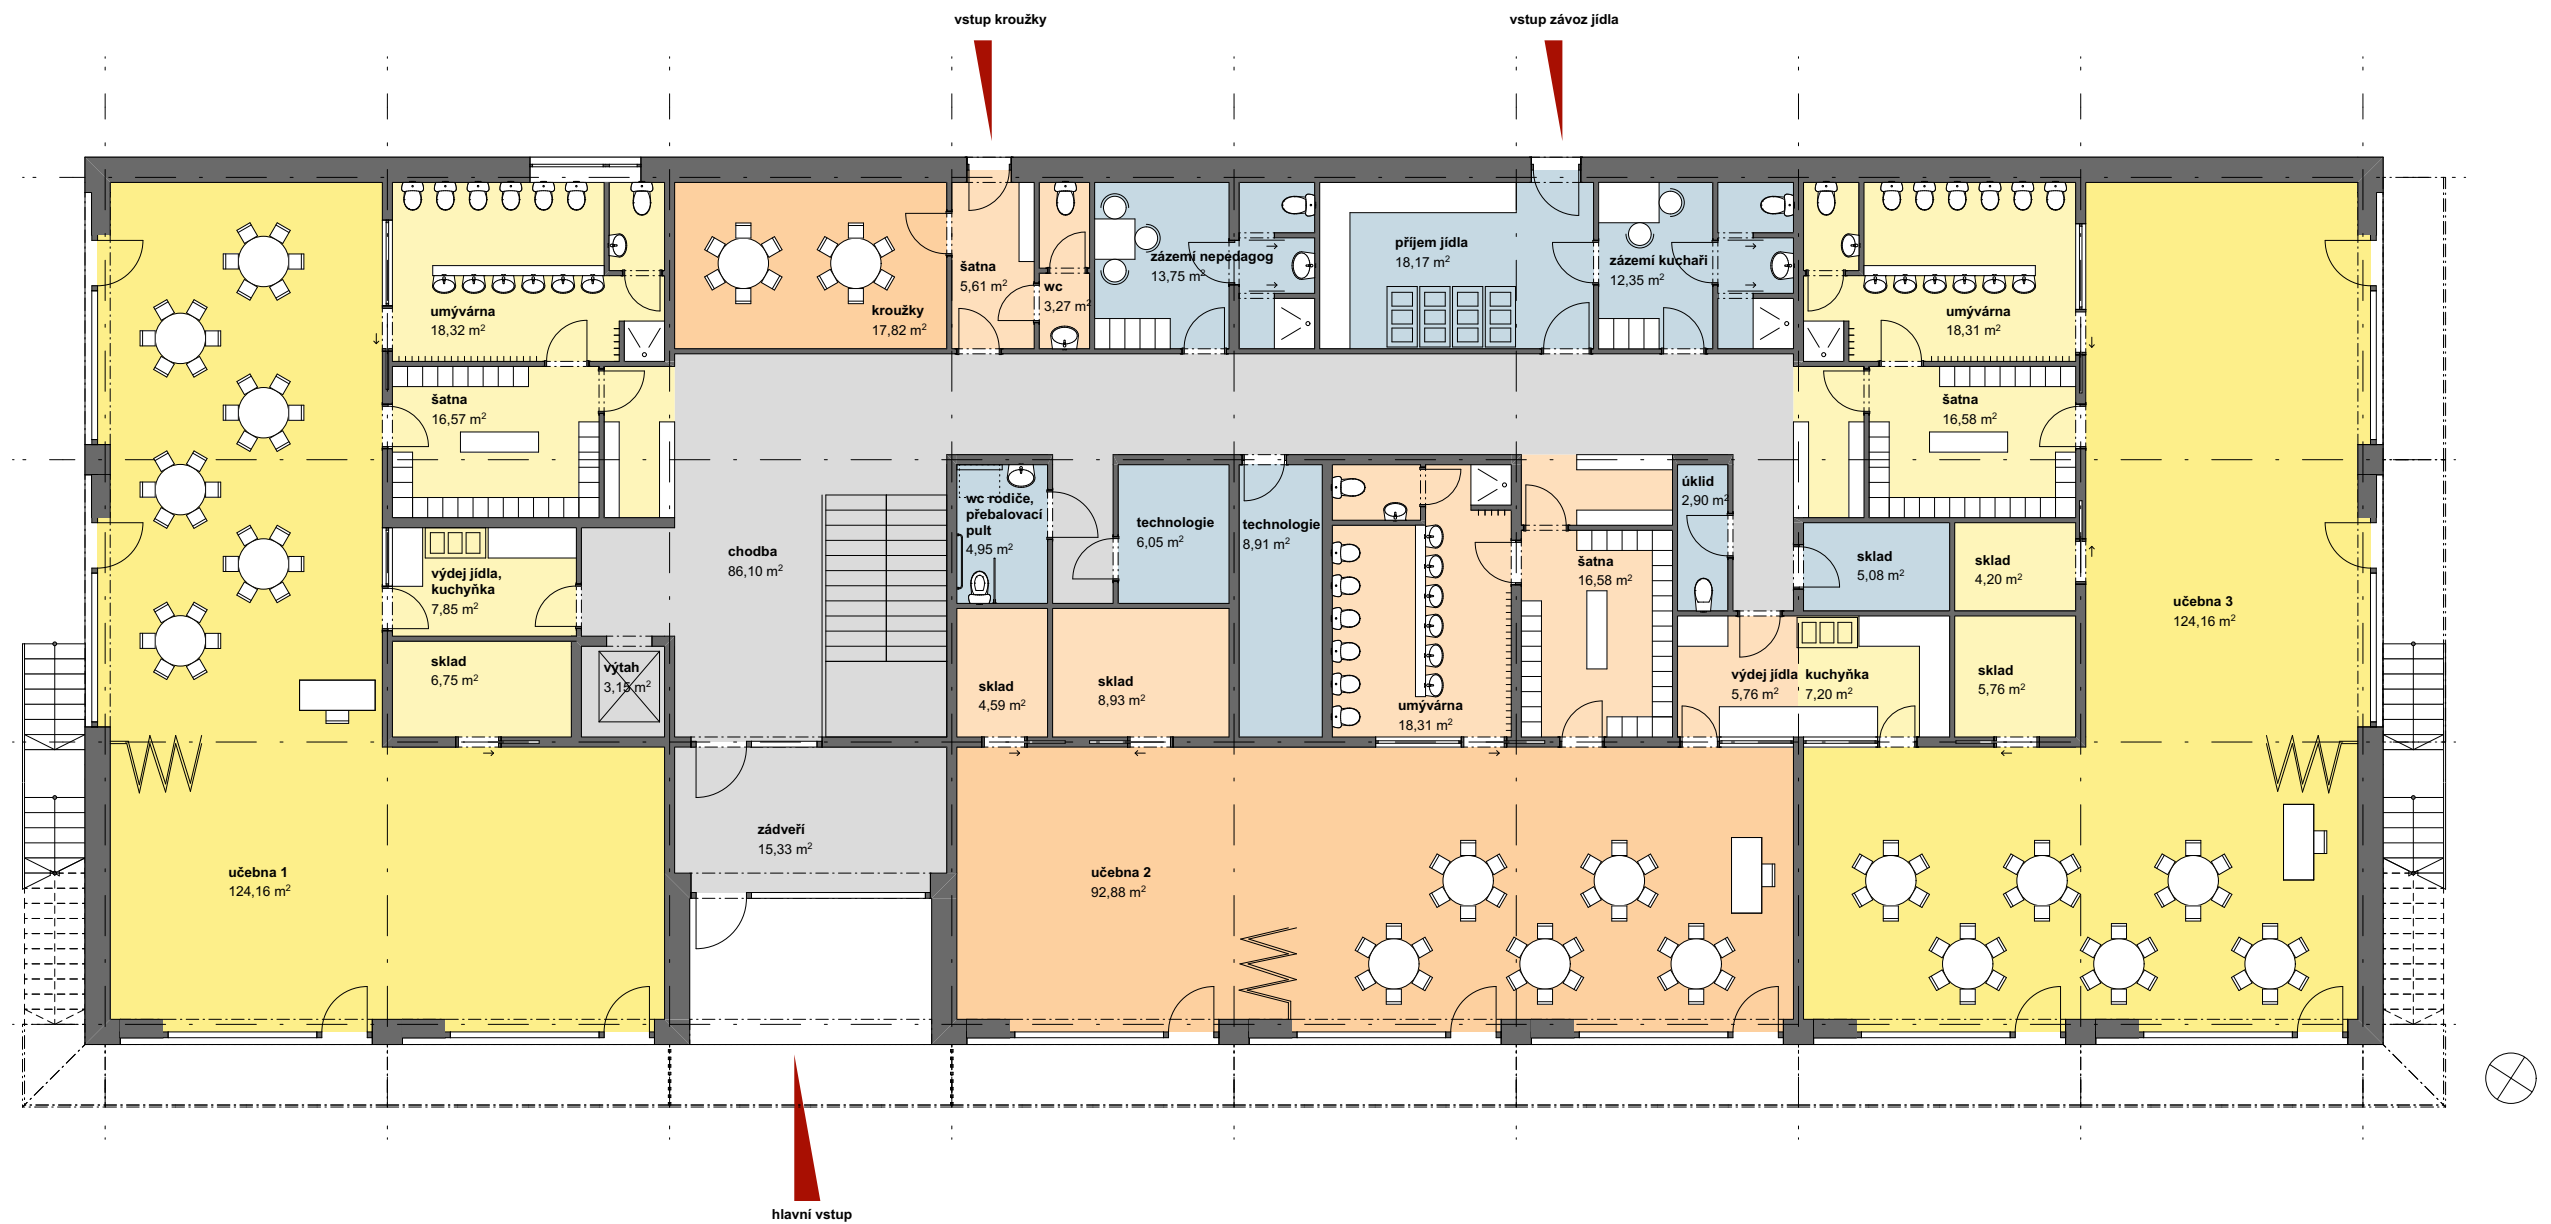 vstup kroužky
vstup závoz jídla
umývárna
18,32 m²
kroužky
17,82 m²
šatna
5,61 m²
wc
3,27 m²
zázemí nepedagog
13,75 m²
příjem jídla
18,17 m²
zázemí kuchaři
12,35 m²
umývárna
18,31 m²
šatna
16,57 m²
šatna
16,58 m²
chodba
86,10 m²
wc rodiče,
přebalovací
pult
4,95 m²
technologie
6,05 m²
technologie
8,91 m²
šatna
16,58 m²
úklid
2,90 m²
sklad
5,08 m²
sklad
4,20 m²
výdej jídla,
kuchyňka
7,85 m²
učebna 3
124,16 m²
sklad
6,75 m²
výtah
3,15 m²
sklad
4,59 m²
sklad
8,93 m²
umývárna
18,31 m²
výdej jídla
5,76 m²
kuchyňka
7,20 m²
sklad
5,76 m²
zádveří
15,33 m²
učebna 1
124,16 m²
učebna 2
92,88 m²
hlavní vstup